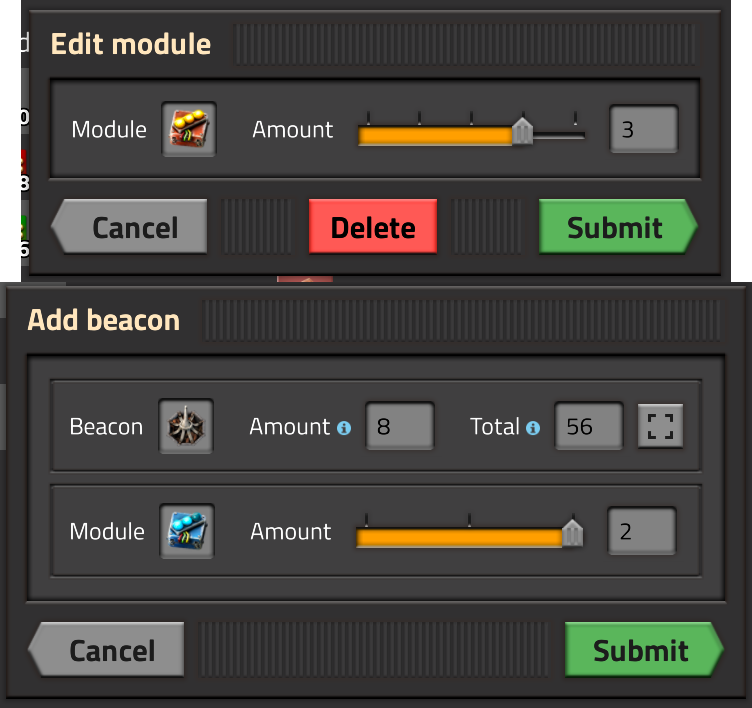 Edit module
Module Amount 3
Cancel Delete Submit
Add beacon
Beacon Amount 8 Total 56
Module Amount 2
Cancel Submit